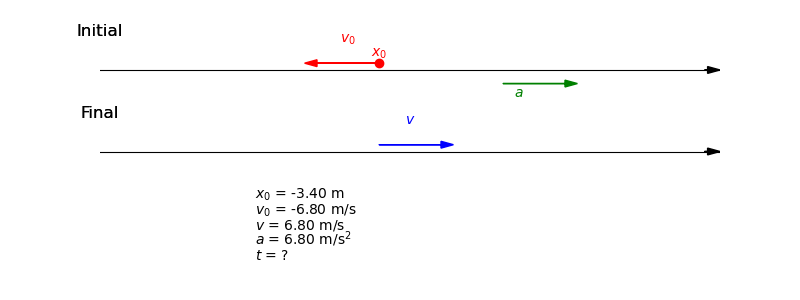 Initial
v₀
x₀
a
Final
v
x₀ = -3.40 m
v₀ = -6.80 m/s
v = 6.80 m/s
a = 6.80 m/s²
t = ?